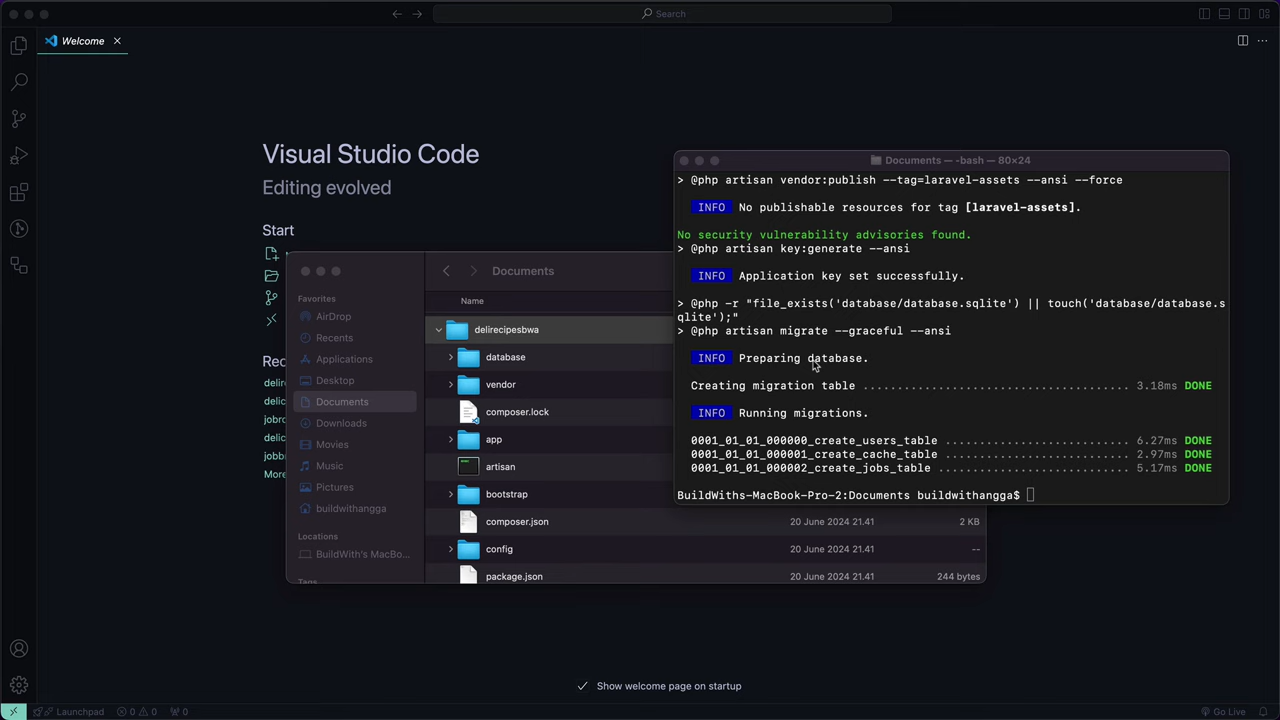 Search
Welcome
Visual Studio Code
Editing evolved
Start
Documents — -bash — 80×24
> @php artisan vendor:publish --tag=laravel-assets --ansi --force
INFO No publishable resources for tag [laravel-assets].
No security vulnerability advisories found.
> @php artisan key:generate --ansi
INFO Application key set successfully.
> @php -r "file_exists('database/database.sqlite') || touch('database/database.s
qlite');"
> @php artisan migrate --graceful --ansi
INFO Preparing database.
Creating migration table ................................. 3.18ms DONE
INFO Running migrations.
0001_01_01_000000_create_users_table ...................... 6.27ms DONE
0001_01_01_000001_create_cache_table ...................... 2.97ms DONE
0001_01_01_000002_create_jobs_table ....................... 5.17ms DONE
BuildWiths-MacBook-Pro-2:Documents buildwithangga$
Documents
Favorites
AirDrop
Recents
Applications
Desktop
Documents
Downloads
Movies
Music
Pictures
buildwithangga
Locations
BuildWith's MacBo...
Tags
Name
delirecipesbwa
database
vendor
composer.lock
app
artisan
bootstrap
composer.json 20 June 2024 21.41 2 KB
config 20 June 2024 21.41 --
package.json 20 June 2024 21.41 244 bytes
Show welcome page on startup
Launchpad 0 0 0
Go Live